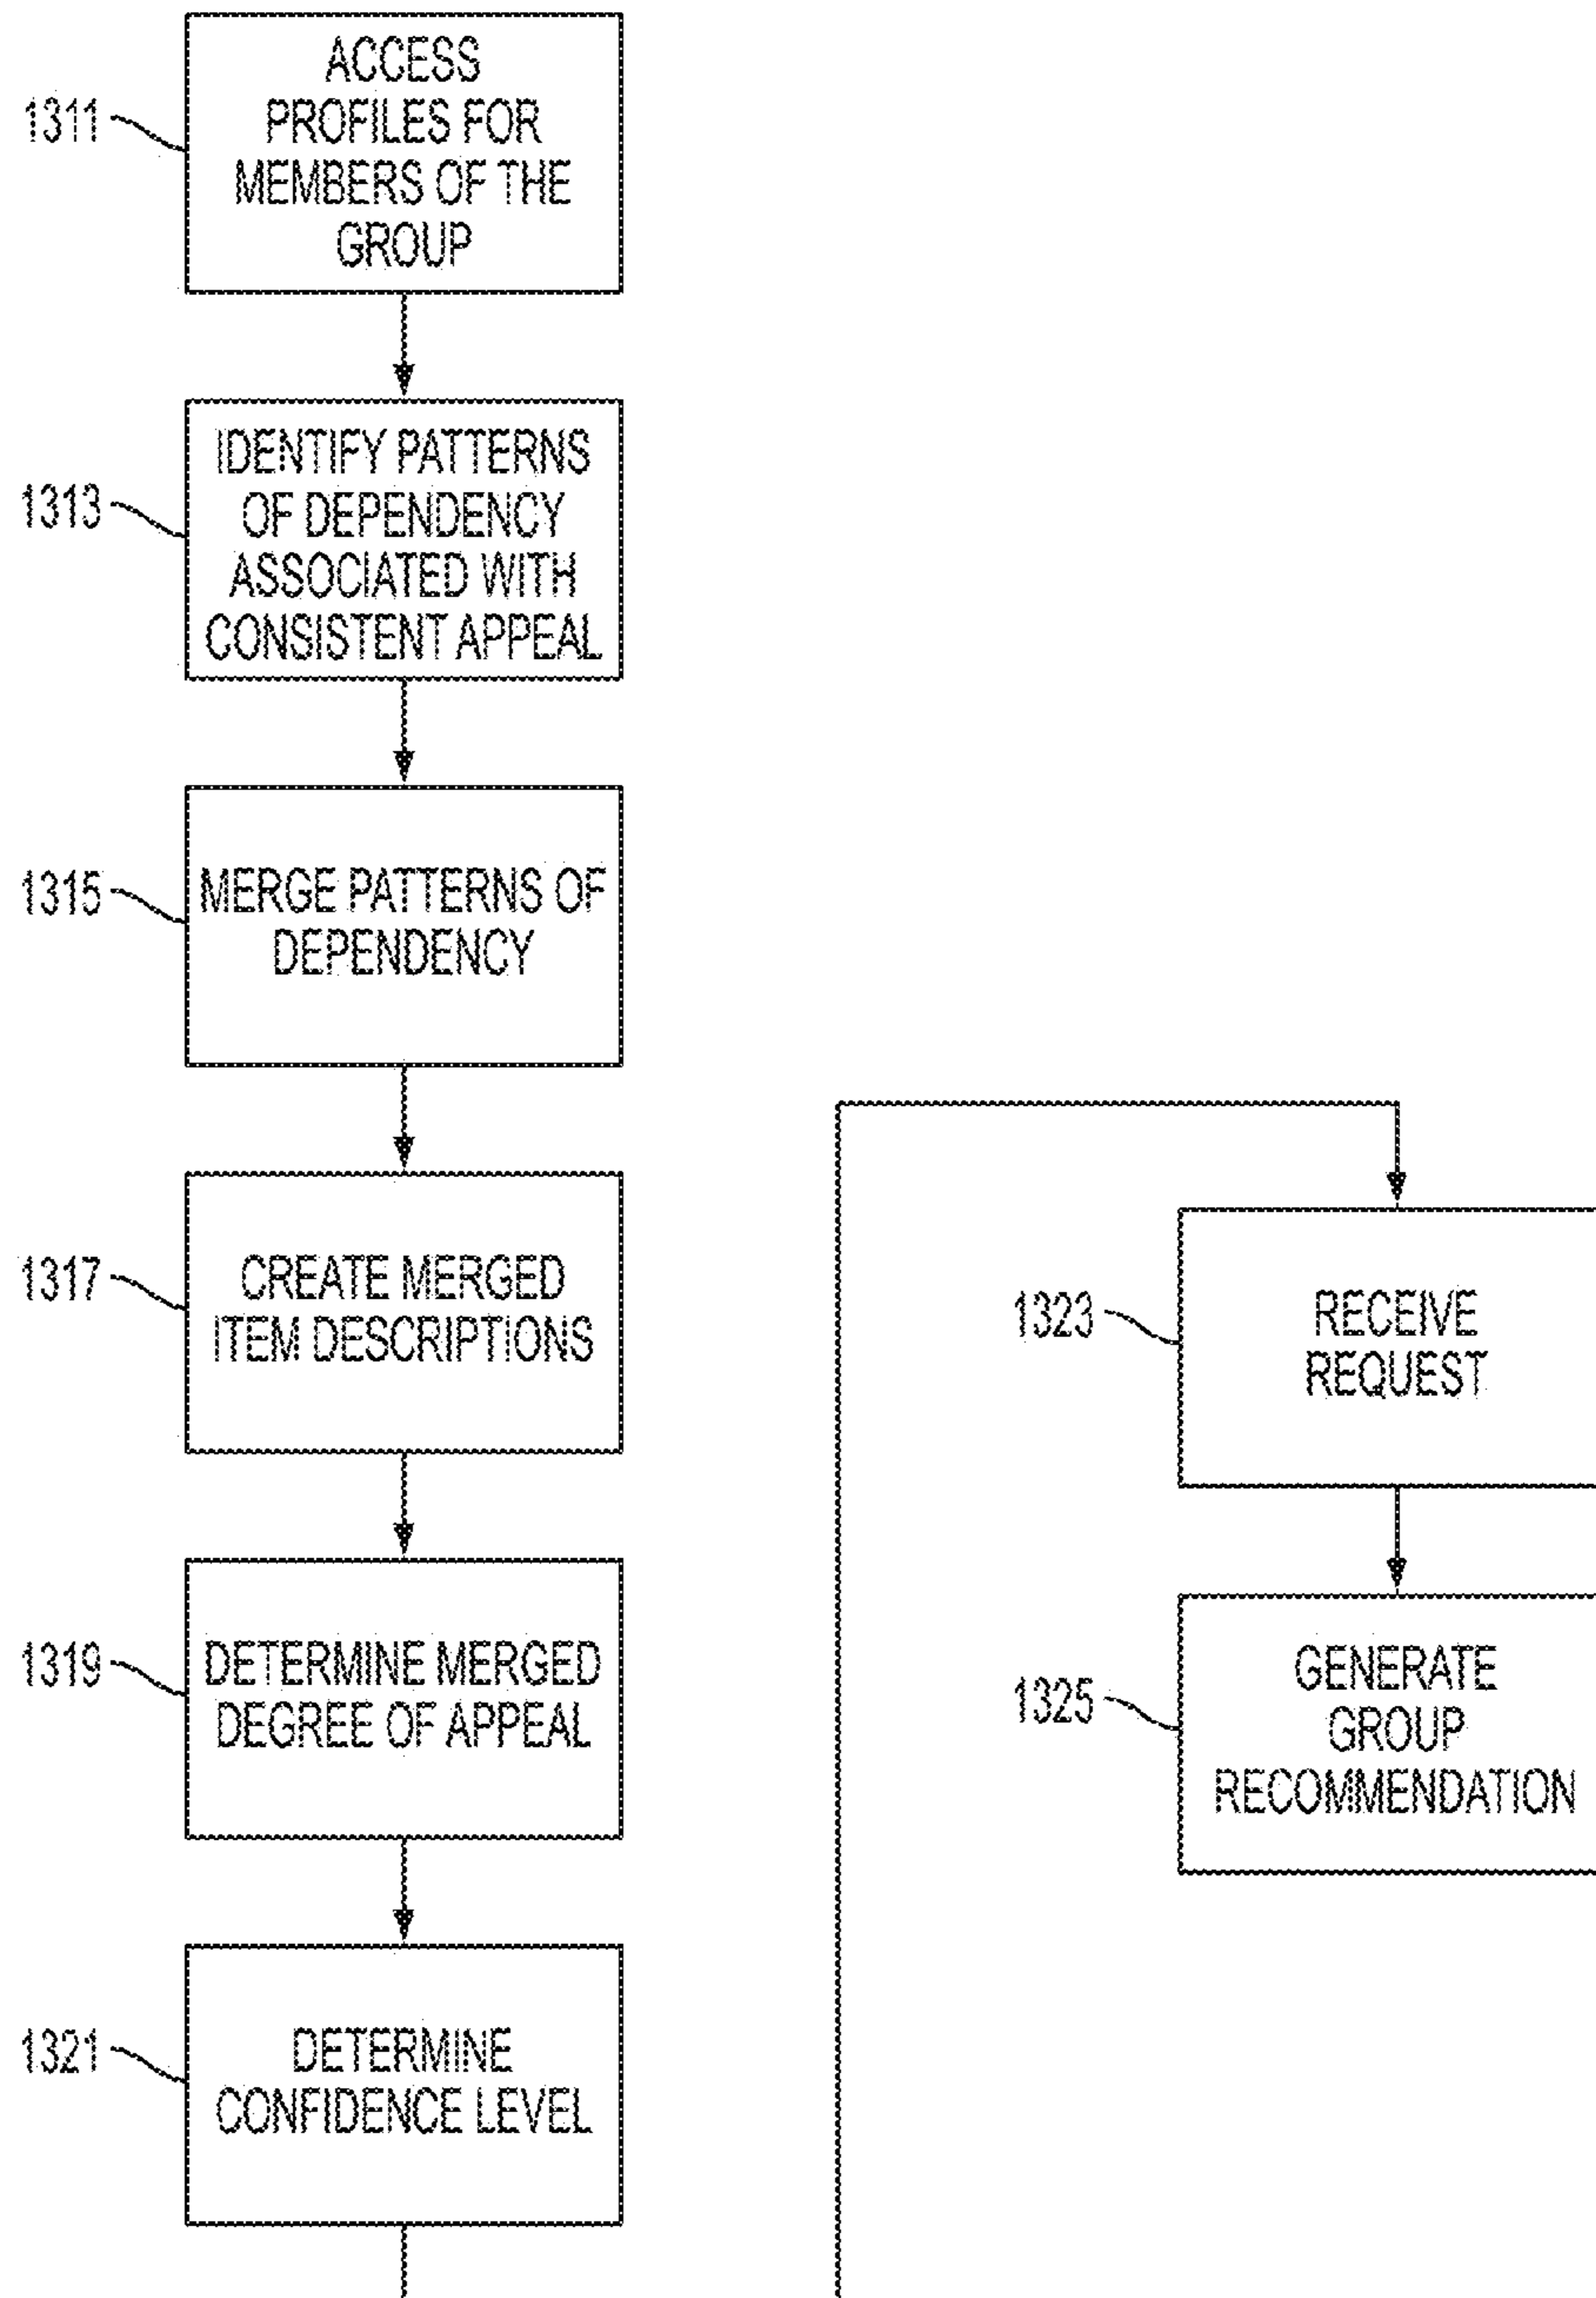 1311
ACCESS
PROFILES FOR
MEMBERS OF THE
GROUP
1313
IDENTIFY PATTERNS
OF DEPENDENCY
ASSOCIATED WITH
CONSISTENT APPEAL
1315
MERGE PATTERNS OF
DEPENDENCY
1317
CREATE MERGED
ITEM DESCRIPTIONS
1319
DETERMINE MERGED
DEGREE OF APPEAL
1321
DETERMINE
CONFIDENCE LEVEL
1323
RECEIVE
REQUEST
1325
GENERATE
GROUP
RECOMMENDATION